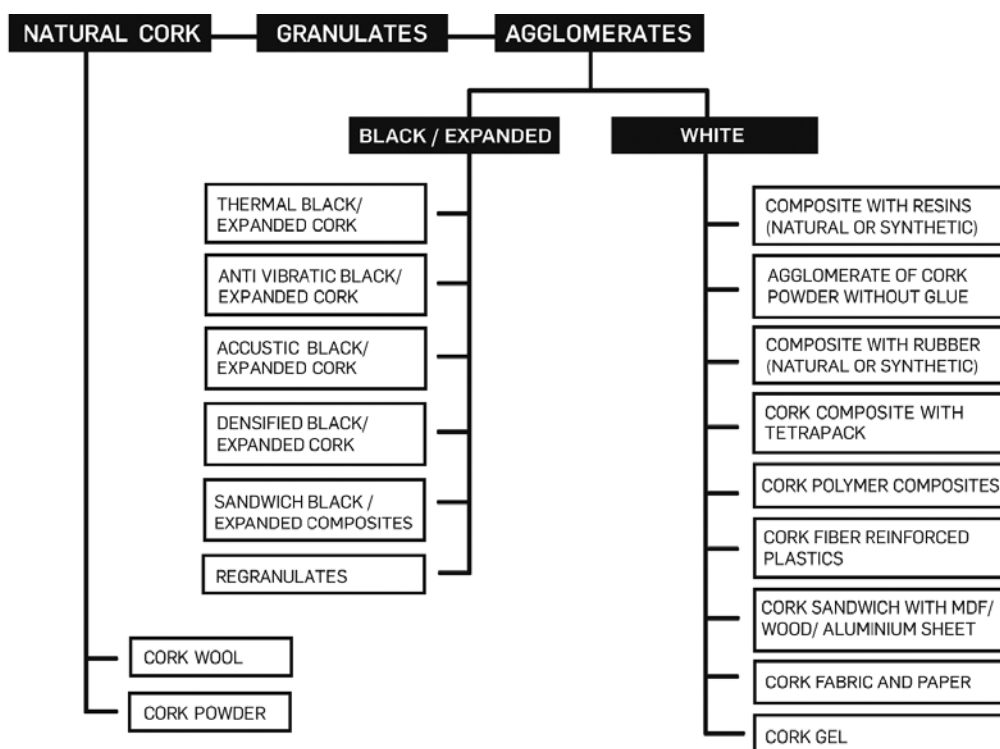 NATURAL CORK
GRANULATES
AGGLOMERATES
BLACK / EXPANDED
WHITE
THERMAL BLACK/
EXPANDED CORK
ANTI VIBRATIC BLACK/
EXPANDED CORK
ACCUSTIC BLACK/
EXPANDED CORK
DENSIFIED BLACK/
EXPANDED CORK
SANDWICH BLACK /
EXPANDED COMPOSITES
REGRANULATES
COMPOSITE WITH RESINS
(NATURAL OR SYNTHETIC)
AGGLOMERATE OF CORK
POWDER WITHOUT GLUE
COMPOSITE WITH RUBBER
(NATURAL OR SYNTHETIC)
CORK COMPOSITE WITH
TETRAPACK
CORK POLYMER COMPOSITES
CORK FIBER REINFORCED
PLASTICS
CORK SANDWICH WITH MDF/
WOOD/ ALUMINIUM SHEET
CORK FABRIC AND PAPER
CORK GEL
CORK WOOL
CORK POWDER